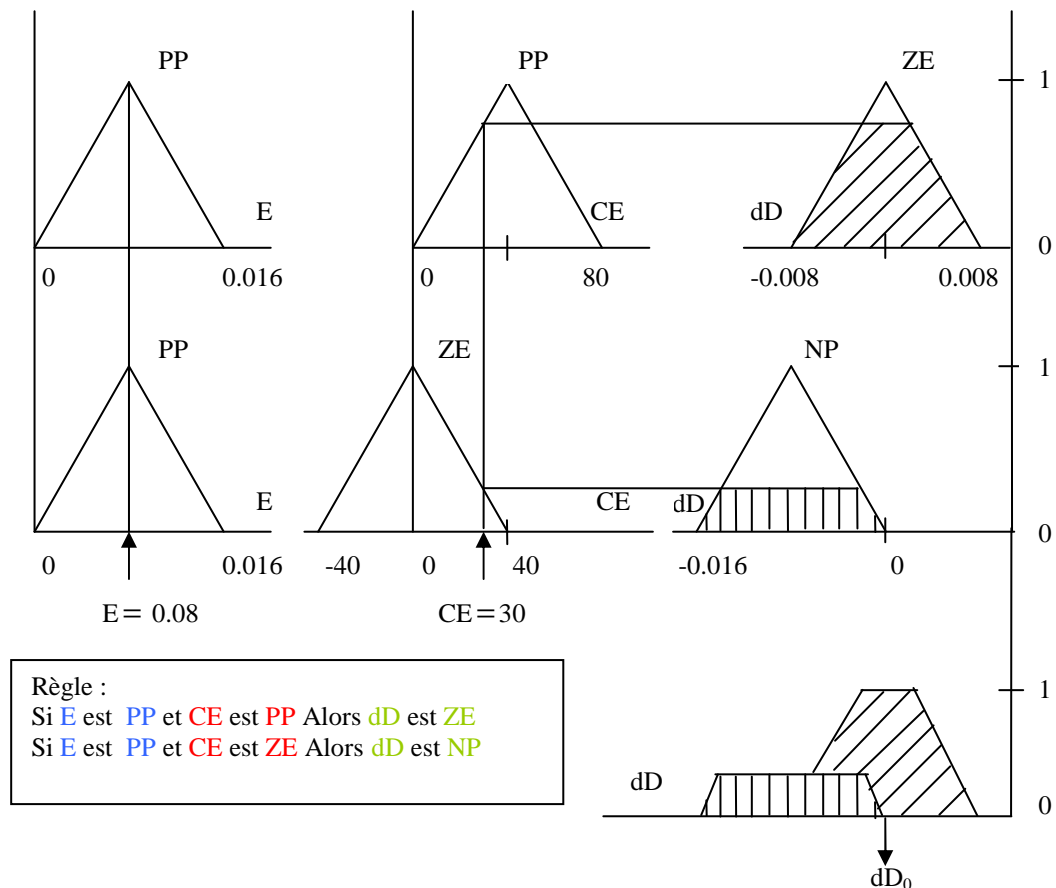 PP PP ZE 1
E CE dD
0 0.016 0 80 -0.008 0.008 0
PP ZE NP 1
E CE dD
0 0.016 -40 0 40 -0.016 0 0
E = 0.08 CE=30
Règle :
Si E est PP et CE est PP Alors dD est ZE
Si E est PP et CE est ZE Alors dD est NP
1
dD 0
dD₀